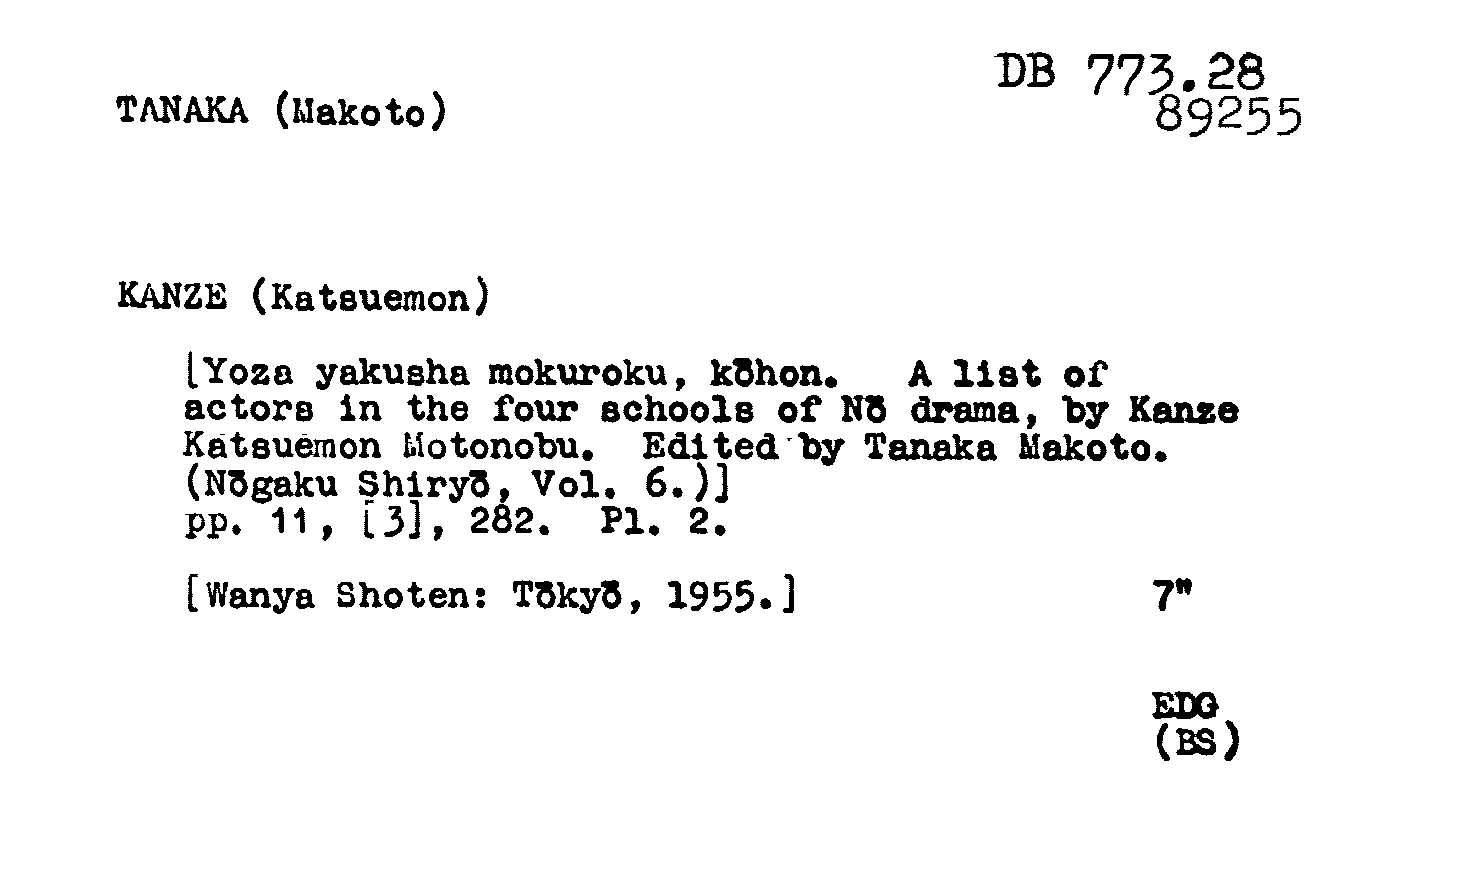 DB 773.28
TANAKA (Makoto)
89255
KANZE (Katsuemon)
[Yoza yakusha mokuroku, kōhon. A list of
actors in the four schools of Nō drama, by Kanze
Katsuemon Motonobu. Edited by Tanaka Makoto.
(Nōgaku Shiryō, Vol. 6.)]
pp. 11, [3], 282. Pl. 2.
[Wanya Shoten: Tōkyō, 1955.] 7"
EDG
(BS)